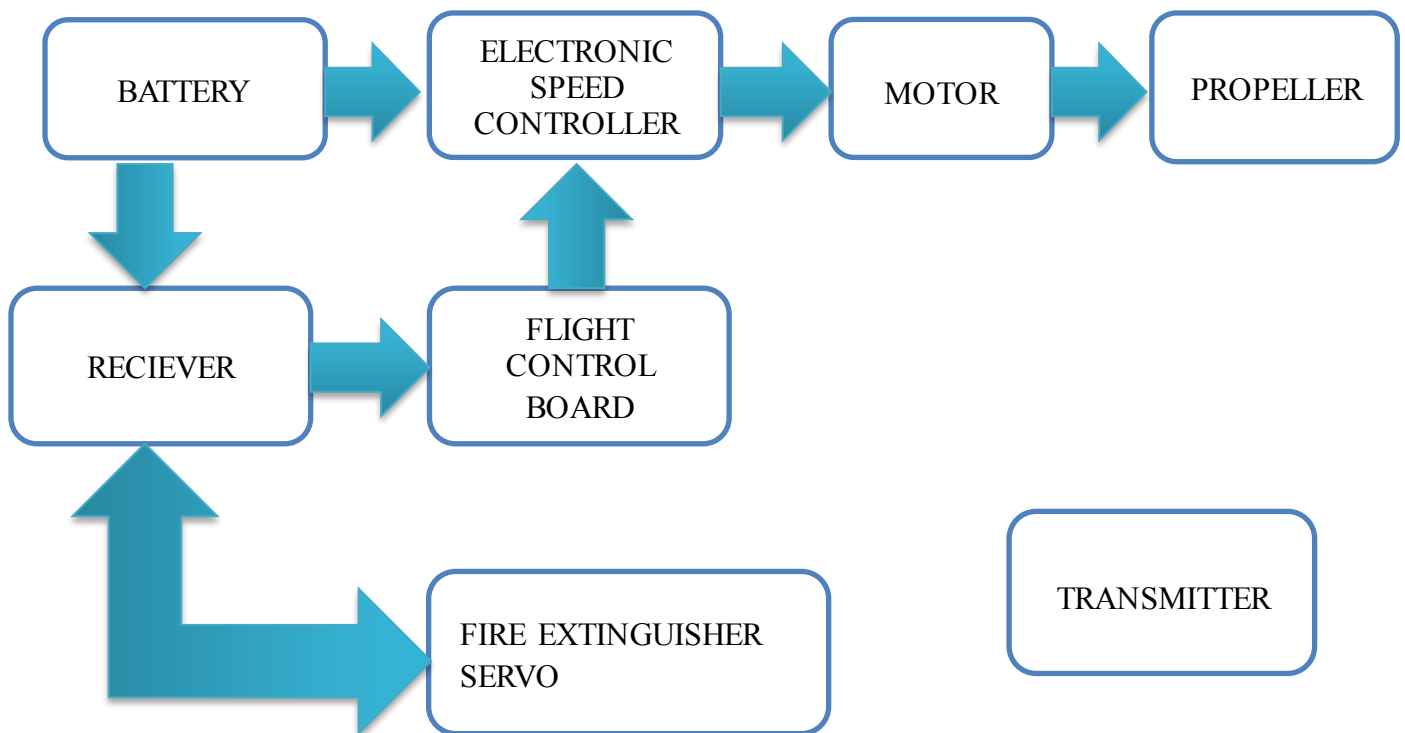 BATTERY
ELECTRONIC
SPEED
CONTROLLER
MOTOR
PROPELLER
RECIEVER
FLIGHT
CONTROL
BOARD
FIRE EXTINGUISHER
SERVO
TRANSMITTER